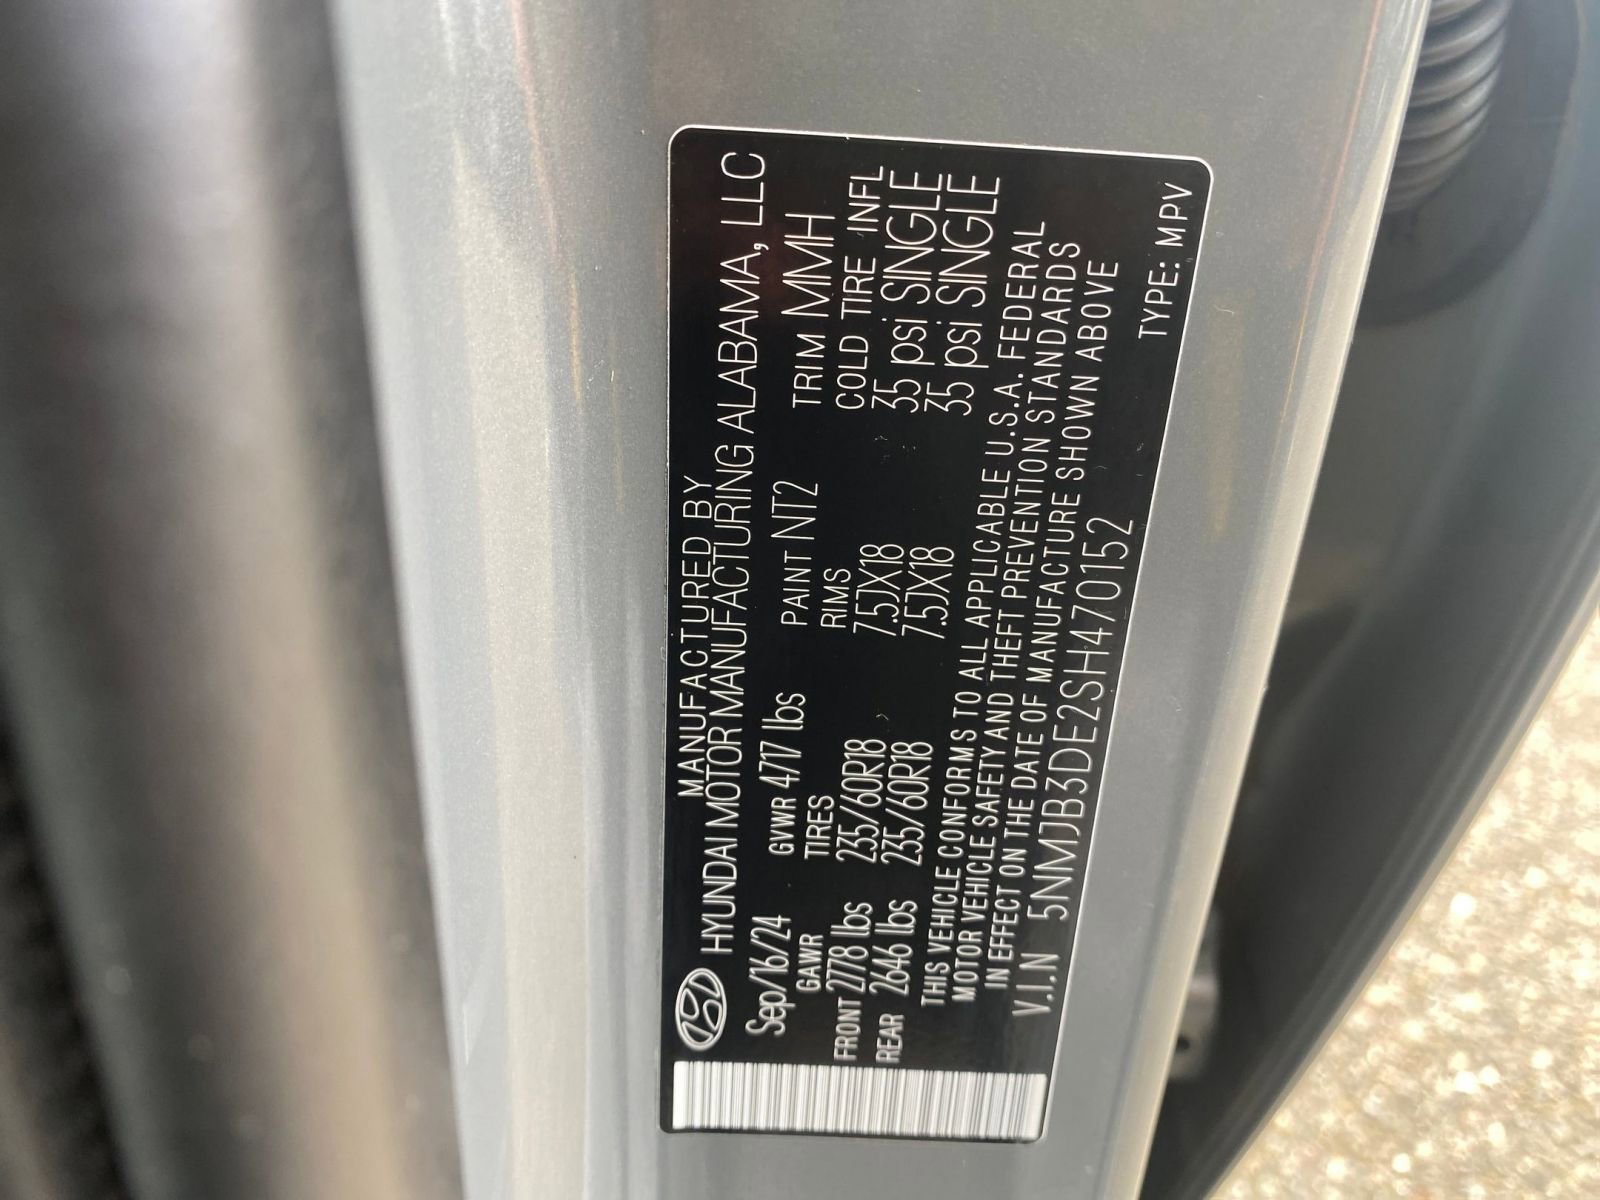 MANUFACTURED BY
HYUNDAI MOTOR MANUFACTURING ALABAMA, LLC
Sep/16/24 GVWR 4717 lbs PAINT NT2 TRIM MMH
GAWR TIRES RIMS COLD TIRE INFL
FRONT 2778 lbs 235/60R18 7.5JX18 35 psi SINGLE
REAR 2646 lbs 235/60R18 7.5JX18 35 psi SINGLE
THIS VEHICLE CONFORMS TO ALL APPLICABLE U.S.A. FEDERAL
MOTOR VEHICLE SAFETY AND THEFT PREVENTION STANDARDS
IN EFFECT ON THE DATE OF MANUFACTURE SHOWN ABOVE
V.I.N 5NMJB3DE2SH470152
TYPE: MPV